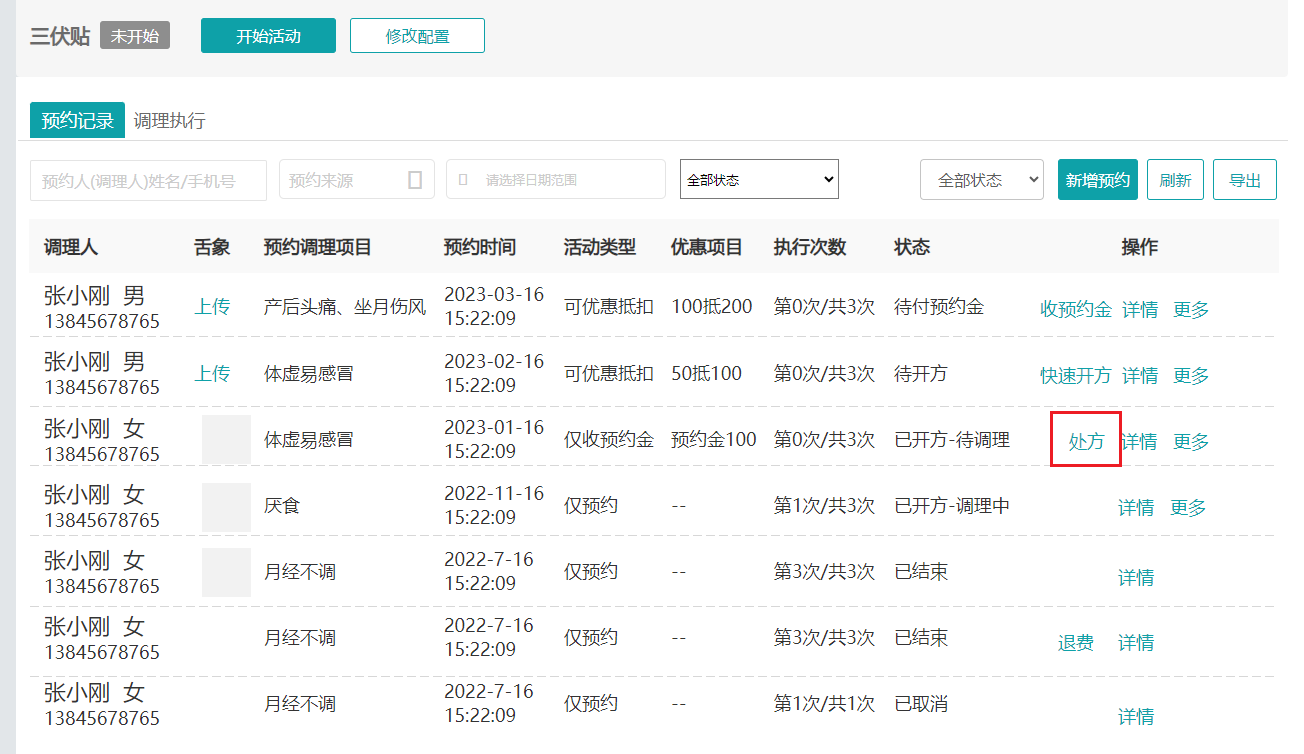 三伏贴 未开始 开始活动 修改配置
预约记录 调理执行
预约人(调理人)姓名/手机号 预约来源 请选择日期范围 全部状态 全部状态 新增预约 刷新 导出
调理人 舌象 预约调理项目 预约时间 活动类型 优惠项目 执行次数 状态 操作
张小刚 男 上传 产后头痛、坐月伤风 2023-03-16 可优惠抵扣 100抵200 第0次/共3次 待付预约金 收预约金 详情 更多
13845678765 15:22:09
张小刚 男 上传 体虚易感冒 2023-02-16 可优惠抵扣 50抵100 第0次/共3次 待开方 快速开方 详情 更多
13845678765 15:22:09
张小刚 女 体虚易感冒 2023-01-16 仅收预约金 预约金100 第0次/共3次 已开方-待调理 处方 详情 更多
13845678765 15:22:09
张小刚 女 厌食 2022-11-16 仅预约 -- 第1次/共3次 已开方-调理中 详情 更多
13845678765 15:22:09
张小刚 女 月经不调 2022-7-16 仅预约 -- 第3次/共3次 已结束 详情
13845678765 15:22:09
张小刚 女 月经不调 2022-7-16 仅预约 -- 第3次/共3次 已结束 退费 详情
13845678765 15:22:09
张小刚 女 月经不调 2022-7-16 仅预约 -- 第1次/共1次 已取消 详情
13845678765 15:22:09